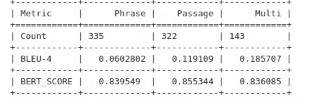 | Metric | Phrase | Passage | Multi |
| Count | 335 | 322 | 143 |
| BLEU-4 | 0.0602802 | 0.119109 | 0.185707 |
| BERT_SCORE | 0.839549 | 0.855344 | 0.836085 |